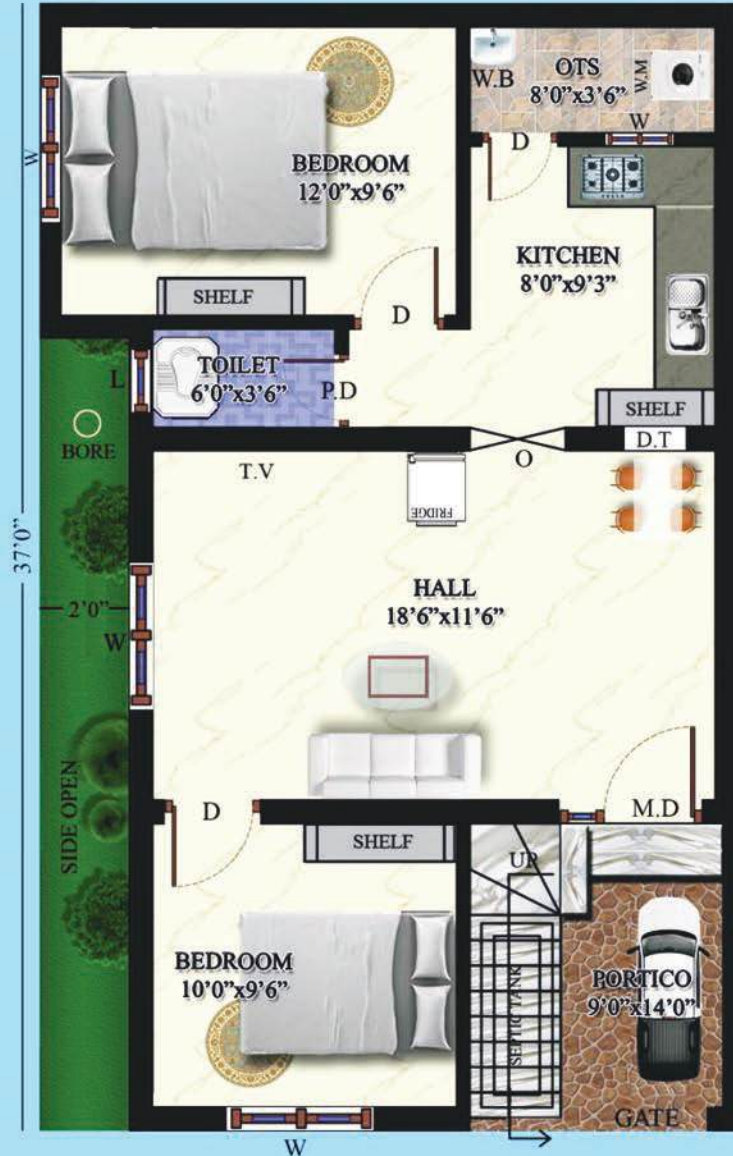 W.B
OTS
8'0"x3'6"
W.M
W
D
W
BEDROOM
12'0"x9'6"
KITCHEN
8'0"x9'3"
SHELF
D
TOILET
6'0"x3'6"
L
P.D
SHELF
BORE
D.T
T.V
O
FRIDGE
37'0"
HALL
18'6"x11'6"
2'0"
W
SIDE OPEN
D
M.D
SHELF
UP
BEDROOM
10'0"x9'6"
SEPTIC TANK
PORTICO
9'0"x14'0"
GATE
W